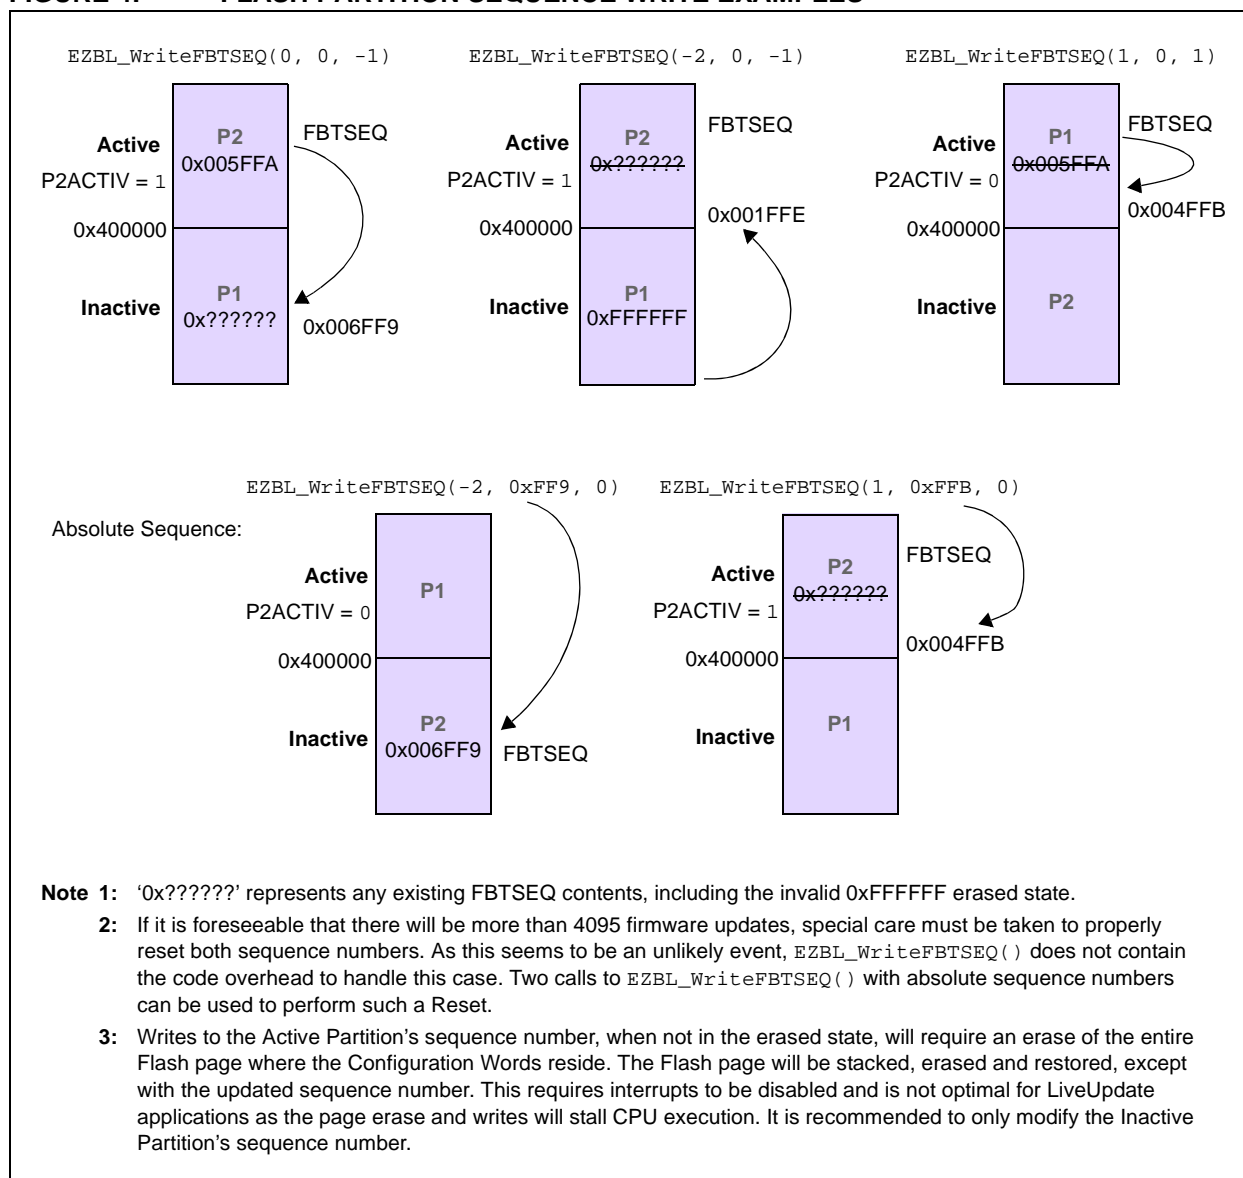 EZBL_WriteFBTSEQ(0, 0, -1)
EZBL_WriteFBTSEQ(-2, 0, -1)
EZBL_WriteFBTSEQ(1, 0, 1)
Active
P2ACTIV = 1
0x400000
Inactive
P2
0x005FFA
P1
0x??????
FBTSEQ
0x006FF9
Active
P2ACTIV = 1
0x400000
Inactive
P2
0x??????
P1
0xFFFFFF
FBTSEQ
0x001FFE
Active
P2ACTIV = 0
0x400000
Inactive
P1
0x005FFA
P2
FBTSEQ
0x004FFB
EZBL_WriteFBTSEQ(-2, 0xFF9, 0)
EZBL_WriteFBTSEQ(1, 0xFFB, 0)
Absolute Sequence:
Active
P2ACTIV = 0
0x400000
Inactive
P1
P2
0x006FF9
FBTSEQ
Active
P2ACTIV = 1
0x400000
Inactive
P2
0x??????
P1
FBTSEQ
0x004FFB
Note 1: '0x??????' represents any existing FBTSEQ contents, including the invalid 0xFFFFFF erased state.
2: If it is foreseeable that there will be more than 4095 firmware updates, special care must be taken to properly
reset both sequence numbers. As this seems to be an unlikely event, EZBL_WriteFBTSEQ() does not contain
the code overhead to handle this case. Two calls to EZBL_WriteFBTSEQ() with absolute sequence numbers
can be used to perform such a Reset.
3: Writes to the Active Partition's sequence number, when not in the erased state, will require an erase of the entire
Flash page where the Configuration Words reside. The Flash page will be stacked, erased and restored, except
with the updated sequence number. This requires interrupts to be disabled and is not optimal for LiveUpdate
applications as the page erase and writes will stall CPU execution. It is recommended to only modify the Inactive
Partition's sequence number.